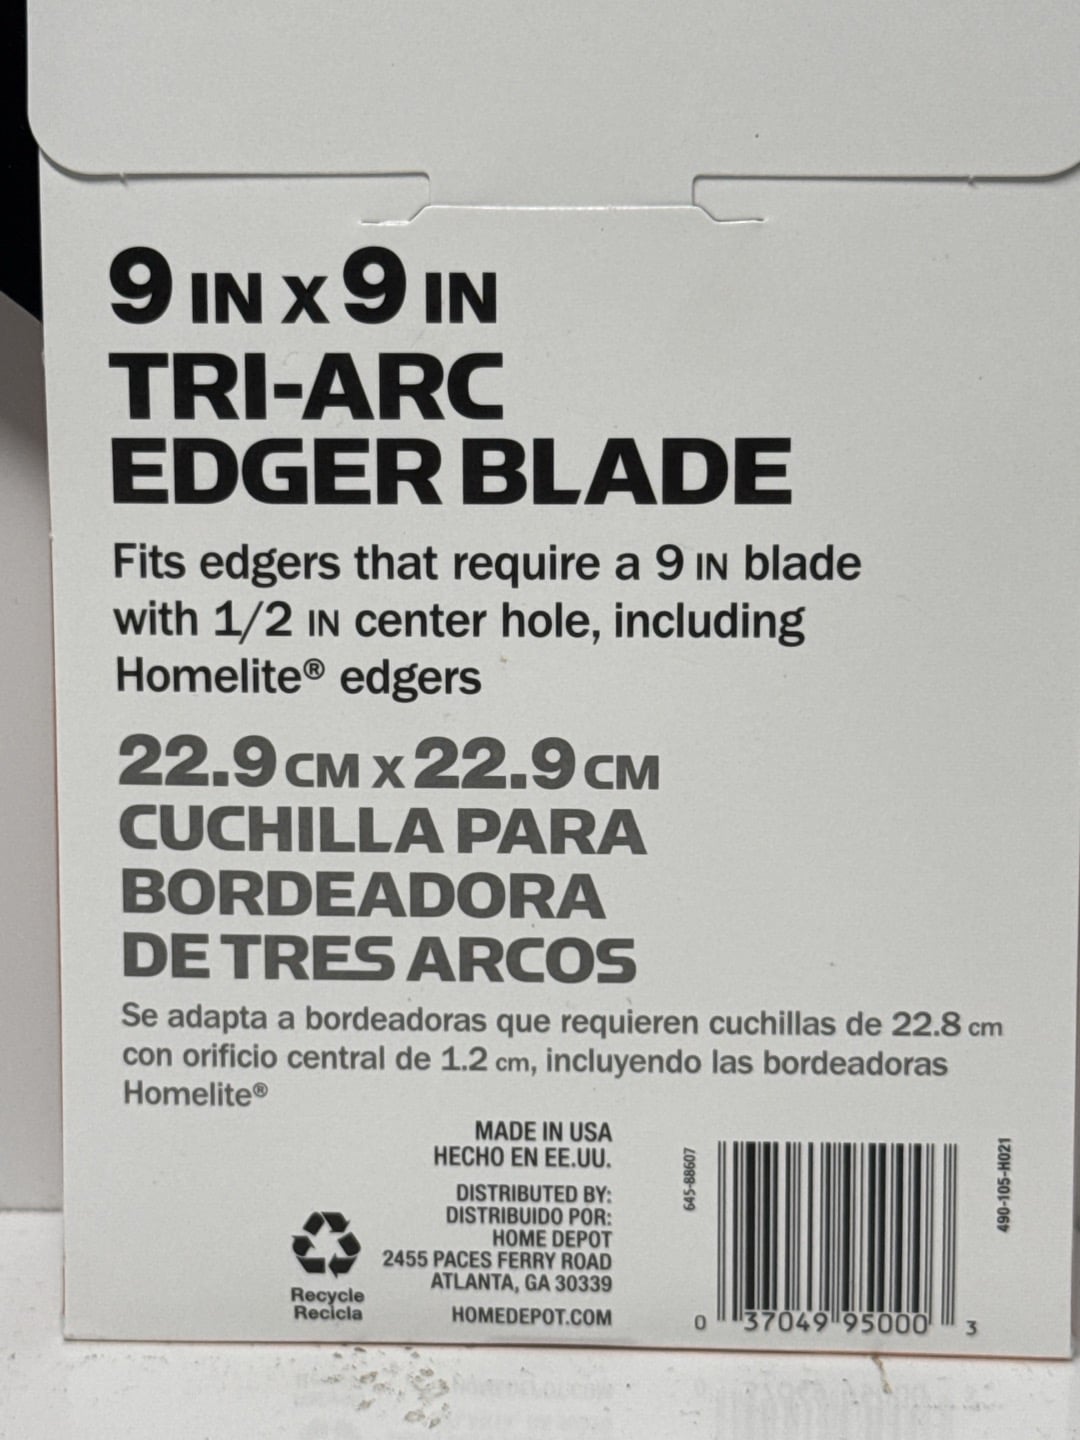 9 IN X 9 IN
TRI-ARC
EDGER BLADE
Fits edgers that require a 9 IN blade
with 1/2 IN center hole, including
Homelite® edgers
22.9 CM X 22.9 CM
CUCHILLA PARA
BORDEADORA
DE TRES ARCOS
Se adapta a bordeadoras que requieren cuchillas de 22.8 cm
con orificio central de 1.2 cm, incluyendo las bordeadoras
Homelite®
MADE IN USA
HECHO EN EE.UU.
DISTRIBUTED BY:
DISTRIBUIDO POR:
HOME DEPOT
2455 PACES FERRY ROAD
ATLANTA, GA 30339
HOMEDEPOT.COM
Recycle
Recicla
645-88607
490-105-H021
0 37049 95000 3